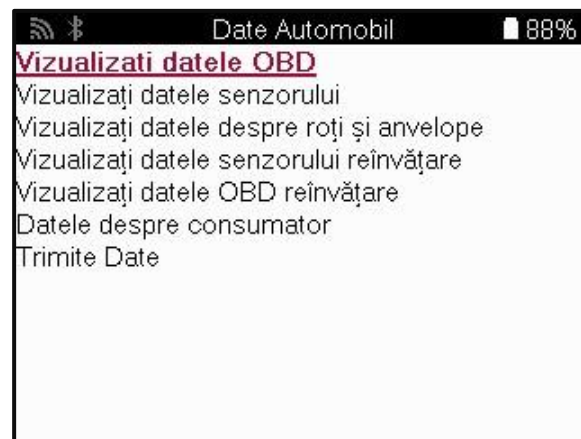 Date Automobil 88%
Vizualizati datele OBD
Vizualizați datele senzorului
Vizualizați datele despre roți și anvelope
Vizualizați datele senzorului reînvățare
Vizualizați datele OBD reînvățare
Datele despre consumator
Trimite Date